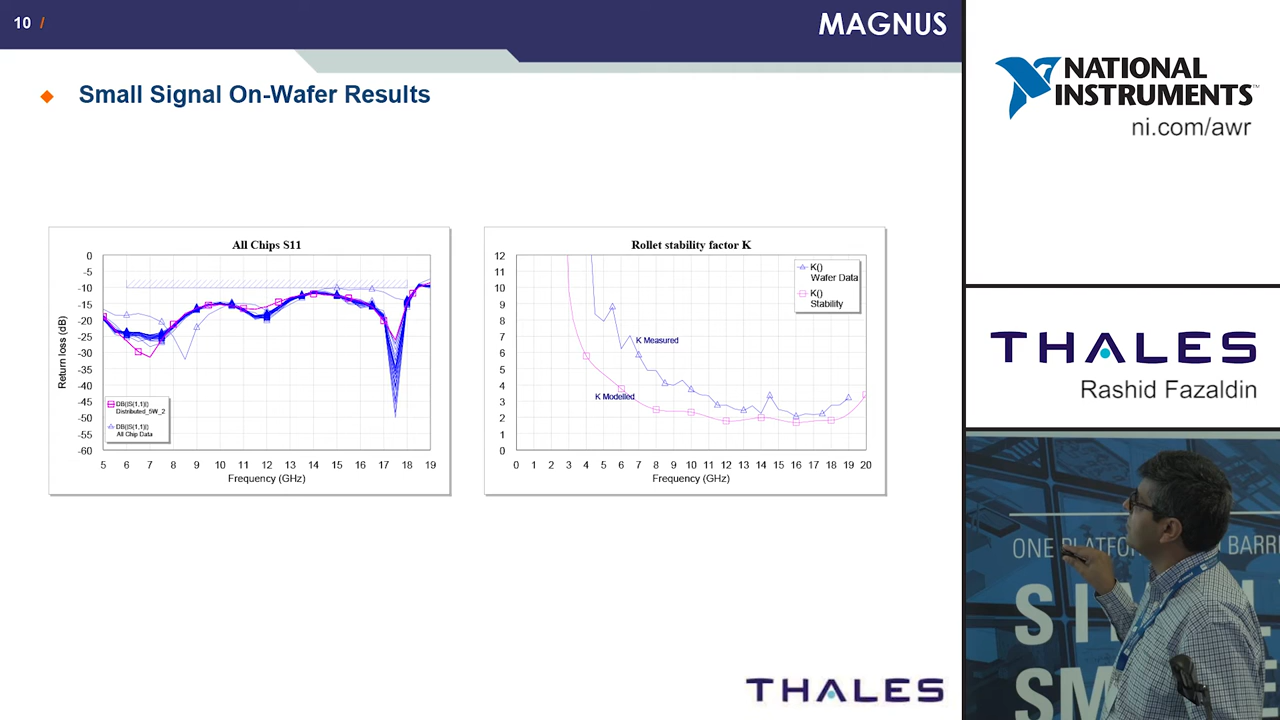 10 /
MAGNUS
Small Signal On-Wafer Results
All Chips S11
0
-5
-10
-15
-20
-25
-30
-35
-40
-45
-50
-55
-60
Return loss (dB)
DB(|S(1,1)|)
Distributed_5W_2
DB(|S(1,1)|)
All Chip Data
5 6 7 8 9 10 11 12 13 14 15 16 17 18 19
Frequency (GHz)
Rollet stability factor K
12
11
10
9
8
7
6
5
4
3
2
1
0
K()
Wafer Data
K()
Stability
K Measured
K Modelled
0 1 2 3 4 5 6 7 8 9 10 11 12 13 14 15 16 17 18 19 20
Frequency (GHz)
THALES
NATIONAL
INSTRUMENTS™
ni.com/awr
THALES
Rashid Fazaldin
ONE PLATFO
BARRI